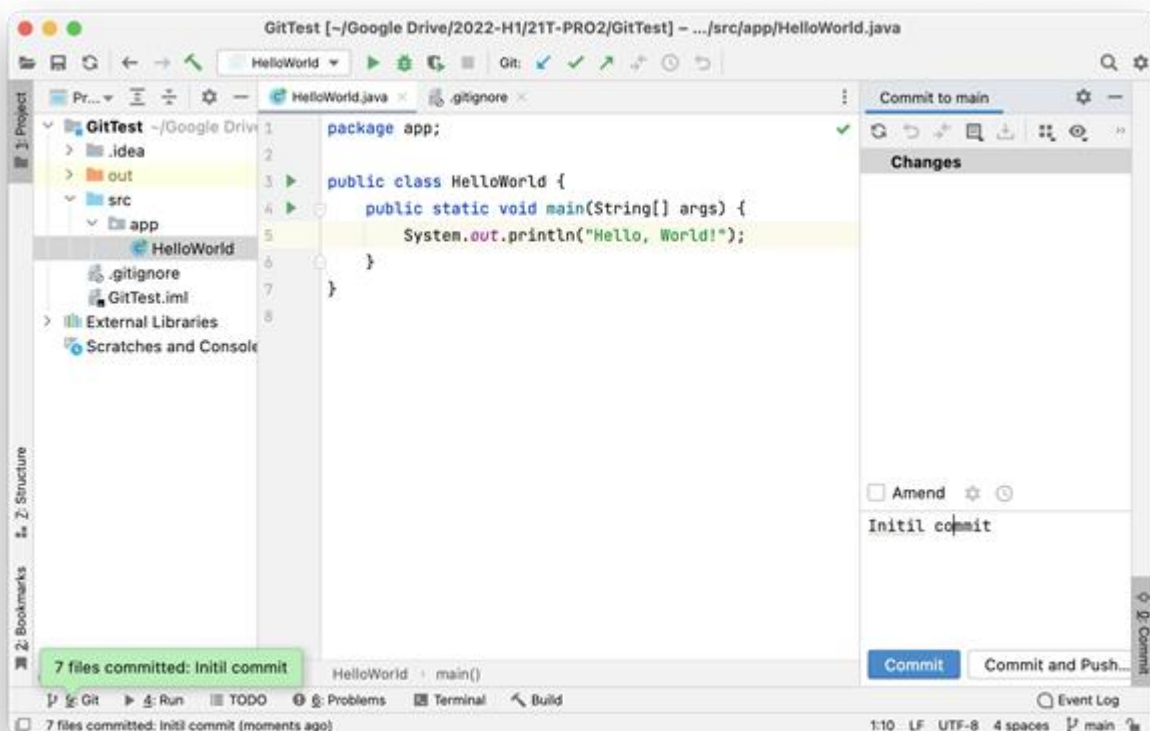 GitTest [~/Google Drive/2022-H1/21T-PRO2/GitTest] – .../src/app/HelloWorld.java
HelloWorld
Git:
1: Project
Pr...
HelloWorld.java
.gitignore
Commit to main
GitTest ~/Google Driv
.idea
out
src
app
HelloWorld
.gitignore
GitTest.iml
External Libraries
Scratches and Console
1 package app;
2
3 public class HelloWorld {
4 public static void main(String[] args) {
5 System.out.println("Hello, World!");
6 }
7 }
8
Changes
Amend
Initil commit
Z: Structure
2: Bookmarks
0: Commit
7 files committed: Initil commit
HelloWorld › main()
Commit
Commit and Push...
9: Git
4: Run
TODO
6: Problems
Terminal
Build
Event Log
7 files committed: Initil commit (moments ago)
1:10 LF UTF-8 4 spaces main